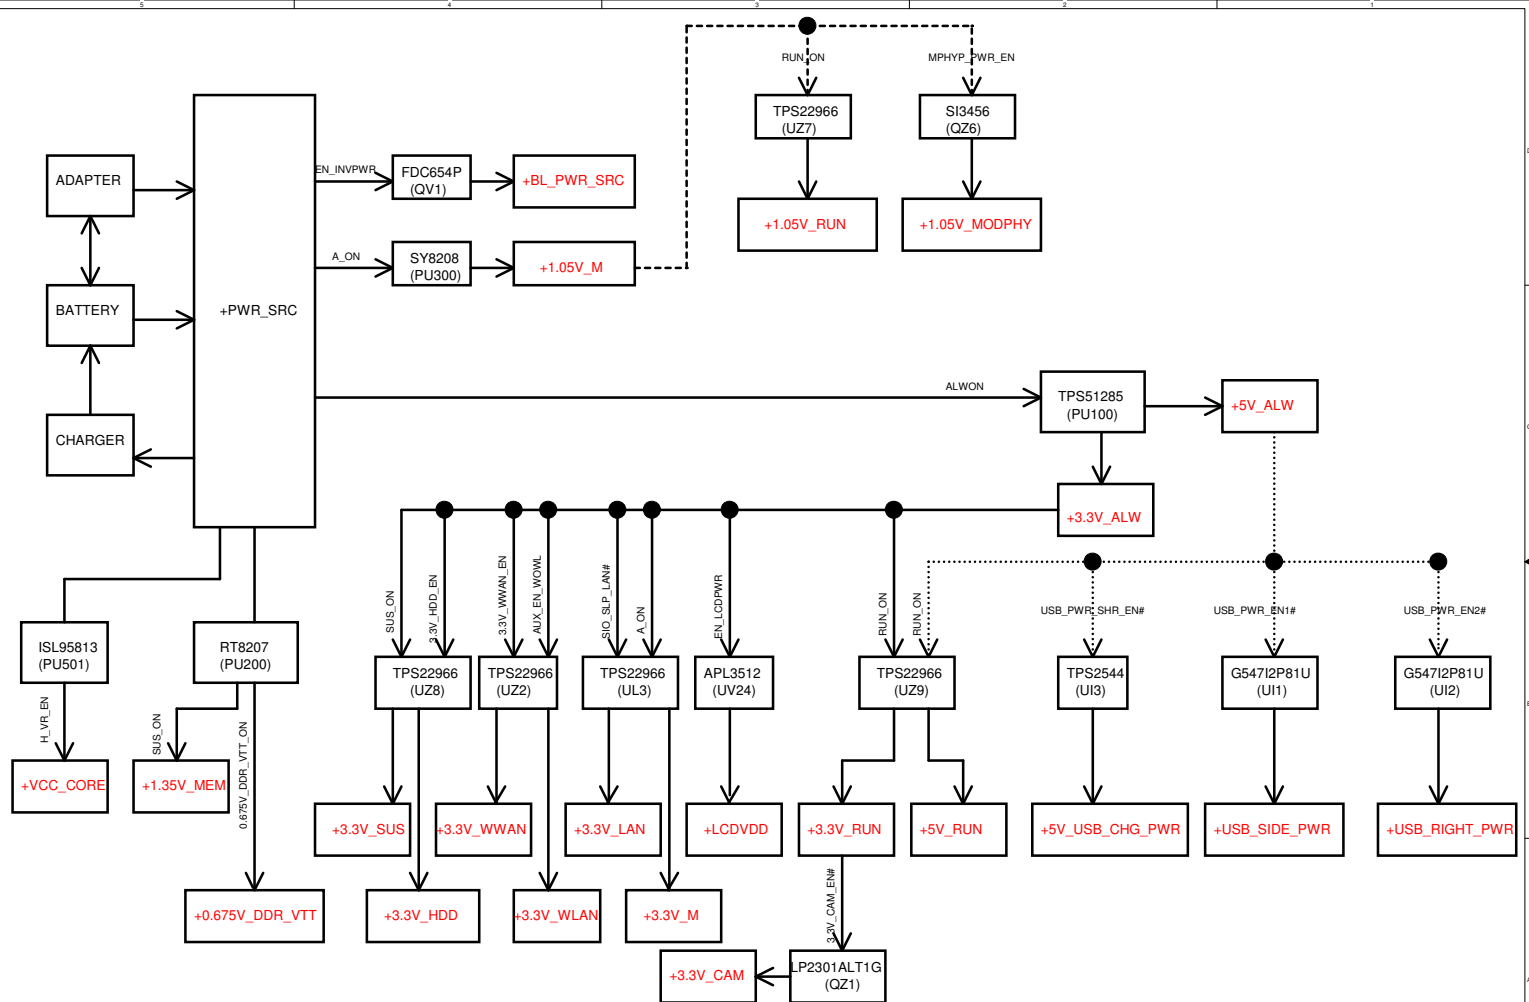 5
4
3
2
1
RUN_ON
MPHYP_PWR_EN
TPS22966
(UZ7)
SI3456
(QZ6)
ADAPTER
EN_INVPWR
FDC654P
(QV1)
+BL_PWR_SRC
+1.05V_RUN
+1.05V_MODPHY
A_ON
SY8208
(PU300)
+1.05V_M
BATTERY
+PWR_SRC
ALWON
TPS51285
(PU100)
+5V_ALW
CHARGER
+3.3V_ALW
SUS_ON
3.3V_HDD_EN
3.3V_WWAN_EN
AUX_EN_WOWL
SIO_SLP_LAN#
A_ON
EN_LCDPWR
RUN_ON
RUN_ON
USB_PWR_SHR_EN#
USB_PWR_EN1#
USB_PWR_EN2#
ISL95813
(PU501)
RT8207
(PU200)
TPS22966
(UZ8)
TPS22966
(UZ2)
TPS22966
(UL3)
APL3512
(UV24)
TPS22966
(UZ9)
TPS2544
(UI3)
G547I2P81U
(UI1)
G547I2P81U
(UI2)
H_VR_EN
SUS_ON
0.675V_DDR_VTT_ON
+VCC_CORE
+1.35V_MEM
+3.3V_SUS
+3.3V_WWAN
+3.3V_LAN
+LCDVDD
+3.3V_RUN
+5V_RUN
+5V_USB_CHG_PWR
+USB_SIDE_PWR
+USB_RIGHT_PWR
3.3V_CAM_EN#
+0.675V_DDR_VTT
+3.3V_HDD
+3.3V_WLAN
+3.3V_M
+3.3V_CAM
LP2301ALT1G
(QZ1)